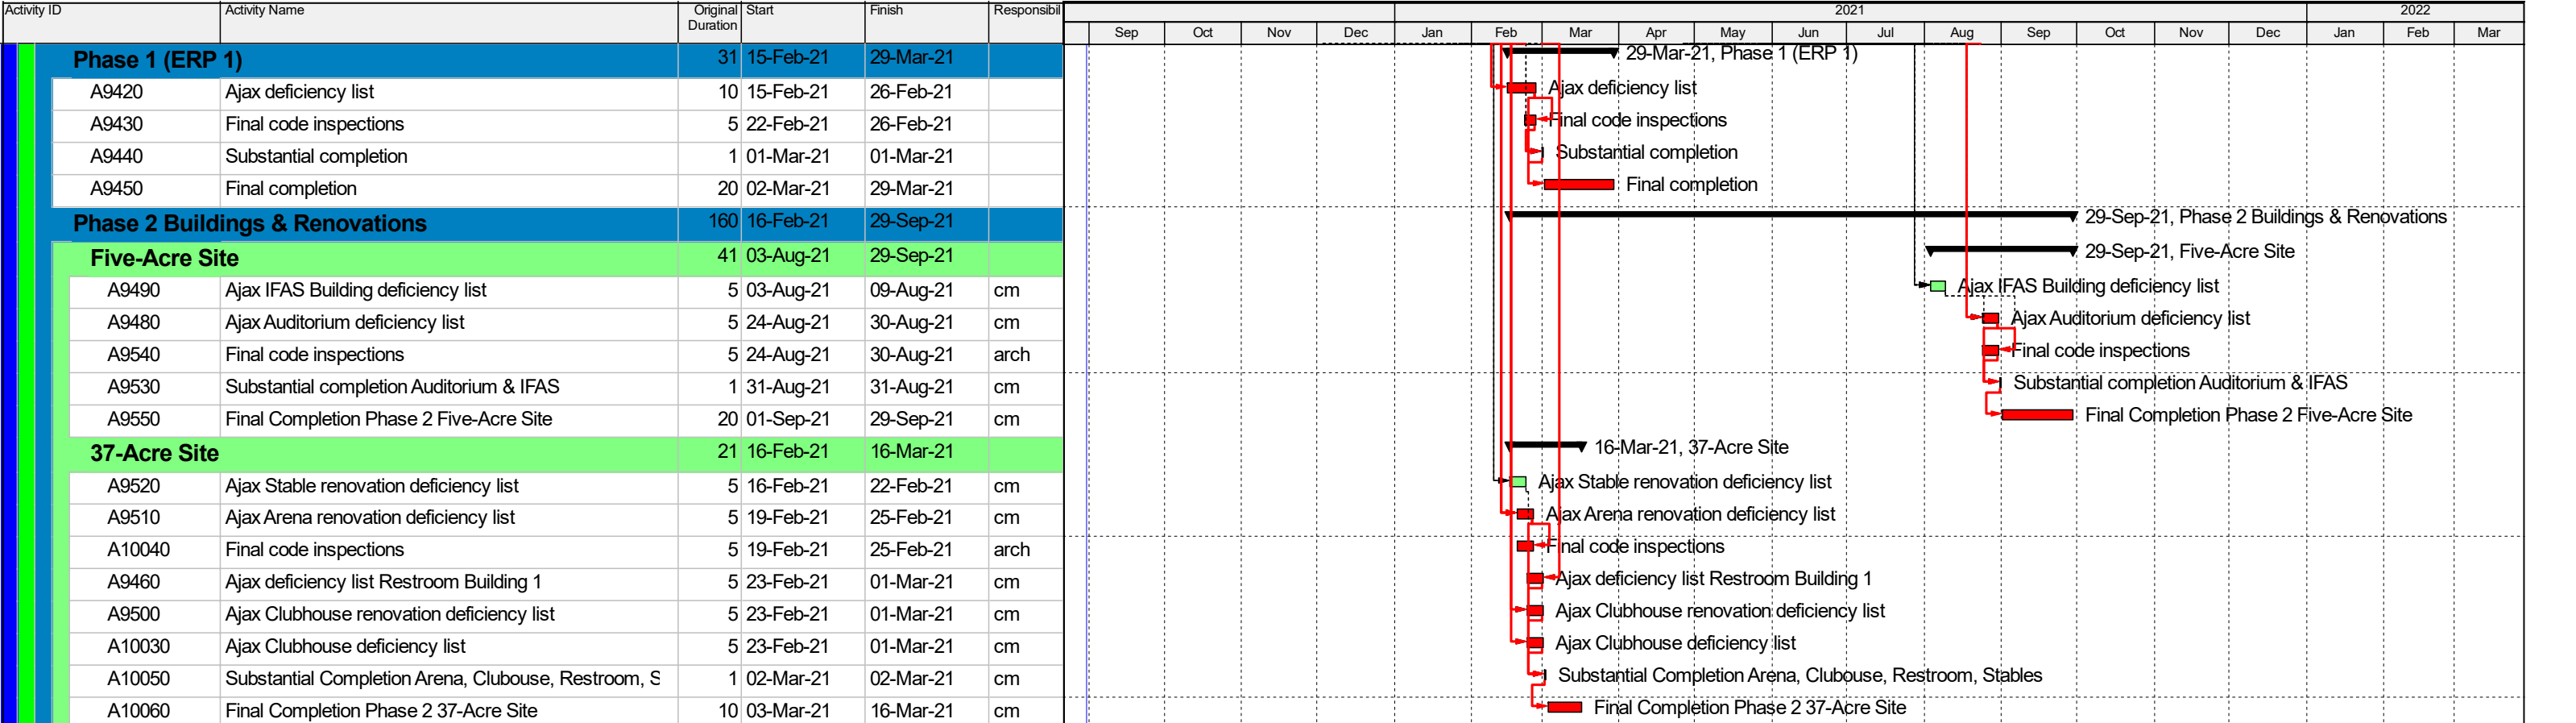 Activity ID Activity Name Original Duration Start Finish Responsibil 2021 2022
Sep Oct Nov Dec Jan Feb Mar Apr May Jun Jul Aug Sep Oct Nov Dec Jan Feb Mar
Phase 1 (ERP 1) 31 15-Feb-21 29-Mar-21 29-Mar-21, Phase 1 (ERP 1)
A9420 Ajax deficiency list 10 15-Feb-21 26-Feb-21 Ajax deficiency list
A9430 Final code inspections 5 22-Feb-21 26-Feb-21 Final code inspections
A9440 Substantial completion 1 01-Mar-21 01-Mar-21 Substantial completion
A9450 Final completion 20 02-Mar-21 29-Mar-21 Final completion
Phase 2 Buildings & Renovations 160 16-Feb-21 29-Sep-21 29-Sep-21, Phase 2 Buildings & Renovations
Five-Acre Site 41 03-Aug-21 29-Sep-21 29-Sep-21, Five-Acre Site
A9490 Ajax IFAS Building deficiency list 5 03-Aug-21 09-Aug-21 cm Ajax IFAS Building deficiency list
A9480 Ajax Auditorium deficiency list 5 24-Aug-21 30-Aug-21 cm Ajax Auditorium deficiency list
A9540 Final code inspections 5 24-Aug-21 30-Aug-21 arch Final code inspections
A9530 Substantial completion Auditorium & IFAS 1 31-Aug-21 31-Aug-21 cm Substantial completion Auditorium & IFAS
A9550 Final Completion Phase 2 Five-Acre Site 20 01-Sep-21 29-Sep-21 cm Final Completion Phase 2 Five-Acre Site
37-Acre Site 21 16-Feb-21 16-Mar-21 16-Mar-21, 37-Acre Site
A9520 Ajax Stable renovation deficiency list 5 16-Feb-21 22-Feb-21 cm Ajax Stable renovation deficiency list
A9510 Ajax Arena renovation deficiency list 5 19-Feb-21 25-Feb-21 cm Ajax Arena renovation deficiency list
A10040 Final code inspections 5 19-Feb-21 25-Feb-21 arch Final code inspections
A9460 Ajax deficiency list Restroom Building 1 5 23-Feb-21 01-Mar-21 cm Ajax deficiency list Restroom Building 1
A9500 Ajax Clubhouse renovation deficiency list 5 23-Feb-21 01-Mar-21 cm Ajax Clubhouse renovation deficiency list
A10030 Ajax Clubhouse deficiency list 5 23-Feb-21 01-Mar-21 cm Ajax Clubhouse deficiency list
A10050 Substantial Completion Arena, Clubouse, Restroom, S 1 02-Mar-21 02-Mar-21 cm Substantial Completion Arena, Clubouse, Restroom, Stables
A10060 Final Completion Phase 2 37-Acre Site 10 03-Mar-21 16-Mar-21 cm Final Completion Phase 2 37-Acre Site